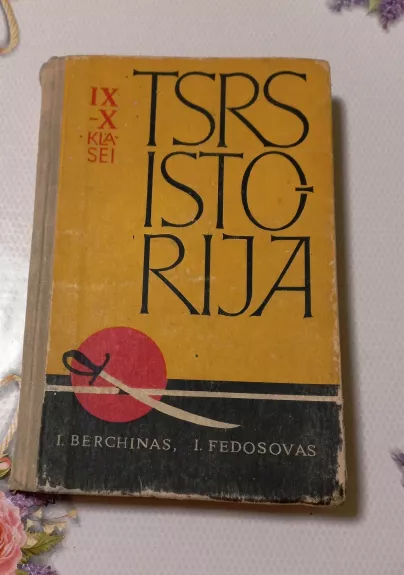 IX
-X
KLA-
SEI
TSRS
ISTO-
RIJA
I. BERCHINAS, I. FEDOSOVAS